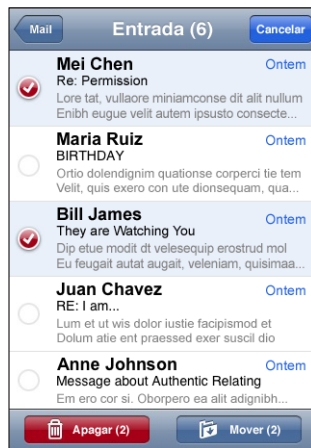 Mail
Entrada (6)
Cancelar
Mei Chen
Ontem
Re: Permission
Lore tat, vullaore miniamconse dit alit nullum
Enibh eugue velit autem ipsusto consecte...
Maria Ruiz
Ontem
BIRTHDAY
Ortio dolendignim quationse corperci tie tem
Velit, quis exero con ute dionsequam, qua...
Bill James
Ontem
They are Watching You
Dip etue modit dt velesequip erostrud mol
Eu feugait autat augait, veleniam, quisimaa...
Juan Chavez
Ontem
RE: I am...
Lum et ut wis dolor iustie facipismod et
Dolum atie ent praessed exer suscil dio
Anne Johnson
Ontem
Message about Authentic Relating
Em ero cor si. Oborpero ea alit adignibh...
Apagar (2)
Mover (2)